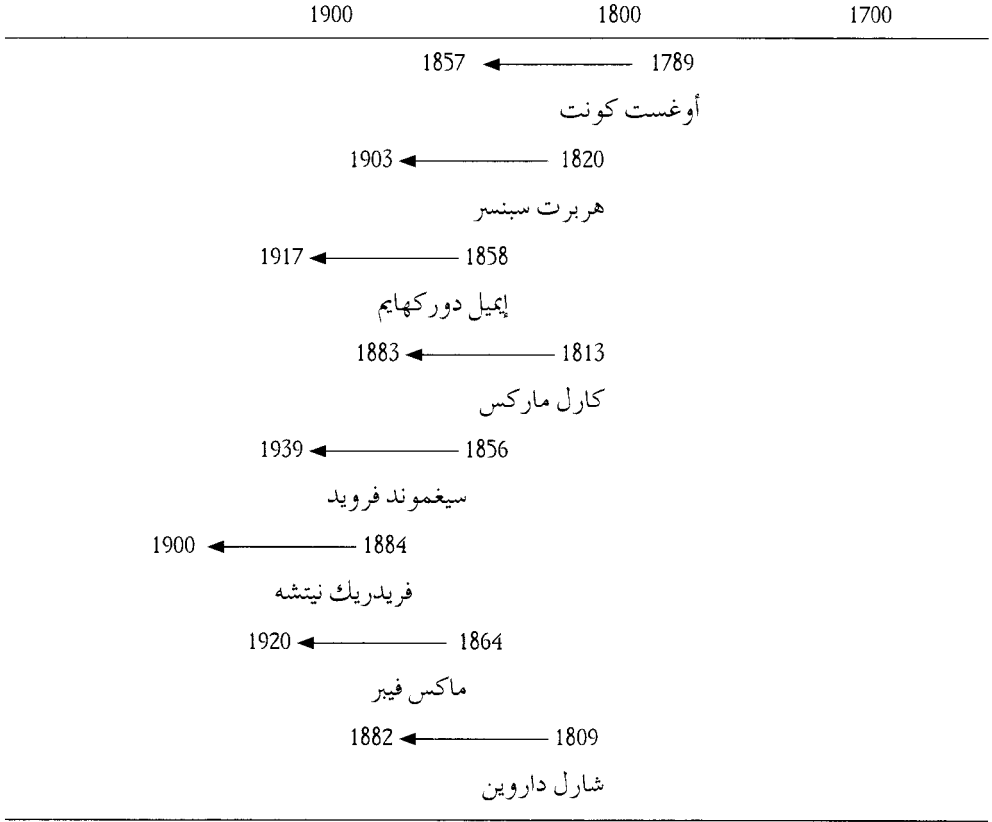 1700 1800 1900
1789 1857
أوغست كونت
1820 1903
هربرت سبنسر
1858 1917
إيميل دوركهايم
1813 1883
كارل ماركس
1856 1939
سيغموند فرويد
1884 1900
فريدريك نيتشه
1864 1920
ماكس فيبر
1809 1882
شارل داروين